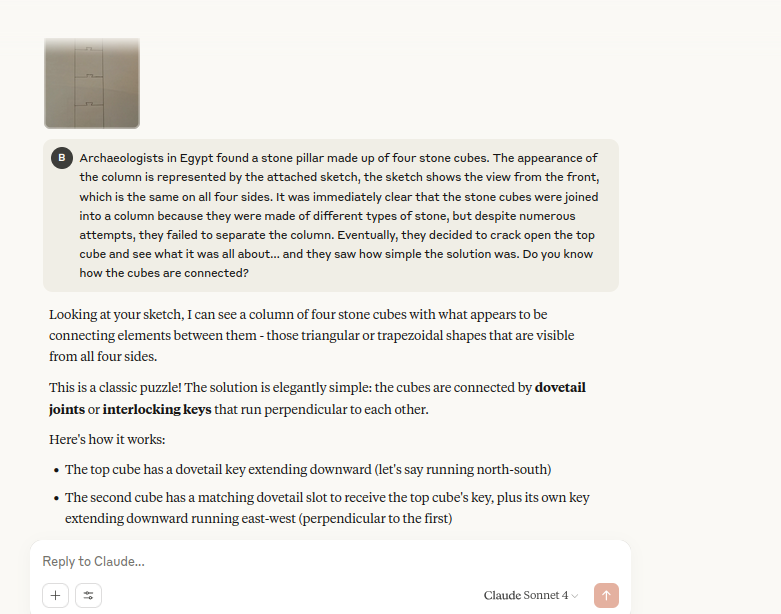 B
Archaeologists in Egypt found a stone pillar made up of four stone cubes. The appearance of
the column is represented by the attached sketch, the sketch shows the view from the front,
which is the same on all four sides. It was immediately clear that the stone cubes were joined
into a column because they were made of different types of stone, but despite numerous
attempts, they failed to separate the column. Eventually, they decided to crack open the top
cube and see what it was all about... and they saw how simple the solution was. Do you know
how the cubes are connected?
Looking at your sketch, I can see a column of four stone cubes with what appears to be
connecting elements between them - those triangular or trapezoidal shapes that are visible
from all four sides.
This is a classic puzzle! The solution is elegantly simple: the cubes are connected by dovetail
joints or interlocking keys that run perpendicular to each other.
Here's how it works:
• The top cube has a dovetail key extending downward (let's say running north-south)
• The second cube has a matching dovetail slot to receive the top cube's key, plus its own key
extending downward running east-west (perpendicular to the first)
Reply to Claude...
Claude Sonnet 4